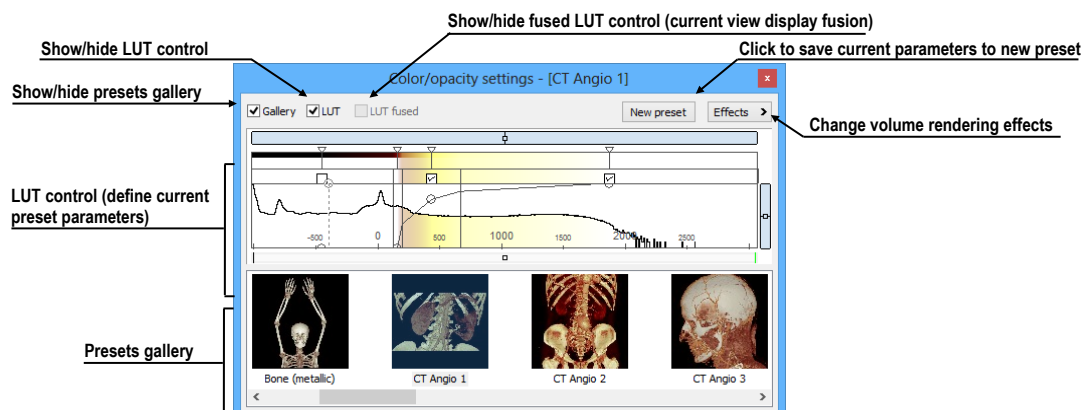 Show/hide fused LUT control (current view display fusion)
Show/hide LUT control
Click to save current parameters to new preset
Color/opacity settings - [CT Angio 1]
x
Show/hide presets gallery
Gallery
LUT
LUT fused
New preset
Effects >
Change volume rendering effects
LUT control (define current
preset parameters)
-500 0 500 1000 1500 2000 2500
Presets gallery
Bone (metallic)
CT Angio 1
CT Angio 2
CT Angio 3